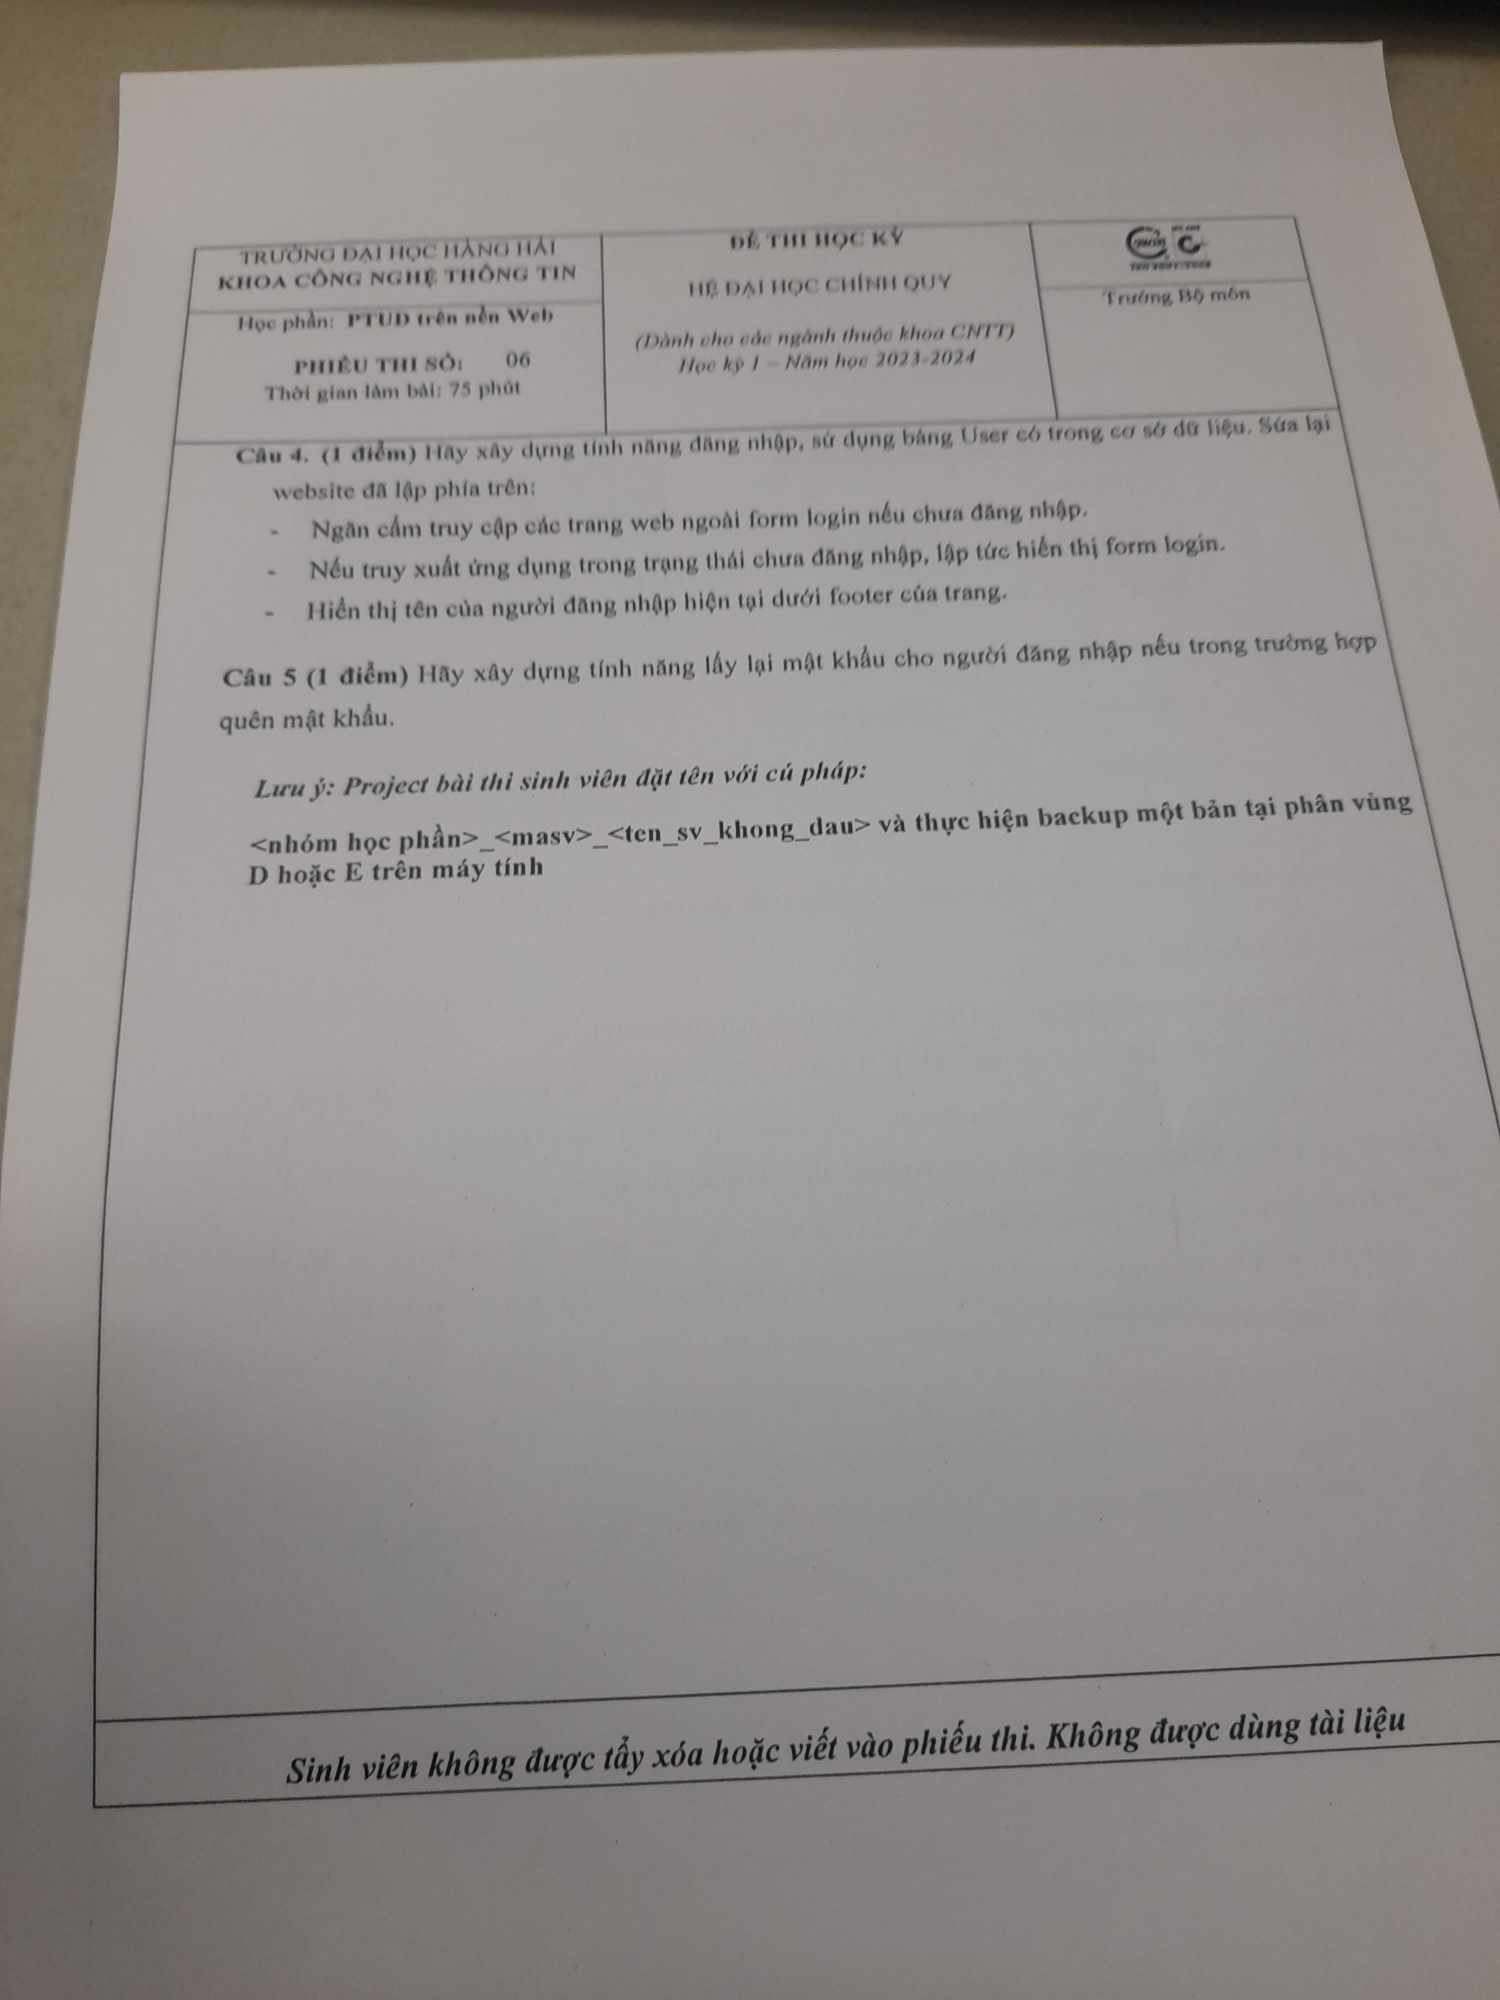 TRƯỜNG ĐẠI HỌC HÀNG HẢI
KHOA CÔNG NGHỆ THÔNG TIN
Học phần: PTUD trên nền Web
PHIẾU THI SỐ: 06
Thời gian làm bài: 75 phút
ĐỀ THI HỌC KỲ
HỆ ĐẠI HỌC CHÍNH QUY
(Dành cho các ngành thuộc khoa CNTT)
Học kỳ 1 – Năm học 2023-2024
Trưởng Bộ môn
Câu 4. (1 điểm) Hãy xây dựng tính năng đăng nhập, sử dụng bảng User có trong cơ sở dữ liệu. Sửa lại
website đã lập phía trên:
- Ngăn cấm truy cập các trang web ngoài form login nếu chưa đăng nhập.
- Nếu truy xuất ứng dụng trong trạng thái chưa đăng nhập, lập tức hiển thị form login.
- Hiển thị tên của người đăng nhập hiện tại dưới footer của trang.
Câu 5 (1 điểm) Hãy xây dựng tính năng lấy lại mật khẩu cho người đăng nhập nếu trong trường hợp
quên mật khẩu.
Lưu ý: Project bài thi sinh viên đặt tên với cú pháp:
<nhóm học phần>_<masv>_<ten_sv_khong_dau> và thực hiện backup một bản tại phân vùng
D hoặc E trên máy tính
Sinh viên không được tẩy xóa hoặc viết vào phiếu thi. Không được dùng tài liệu